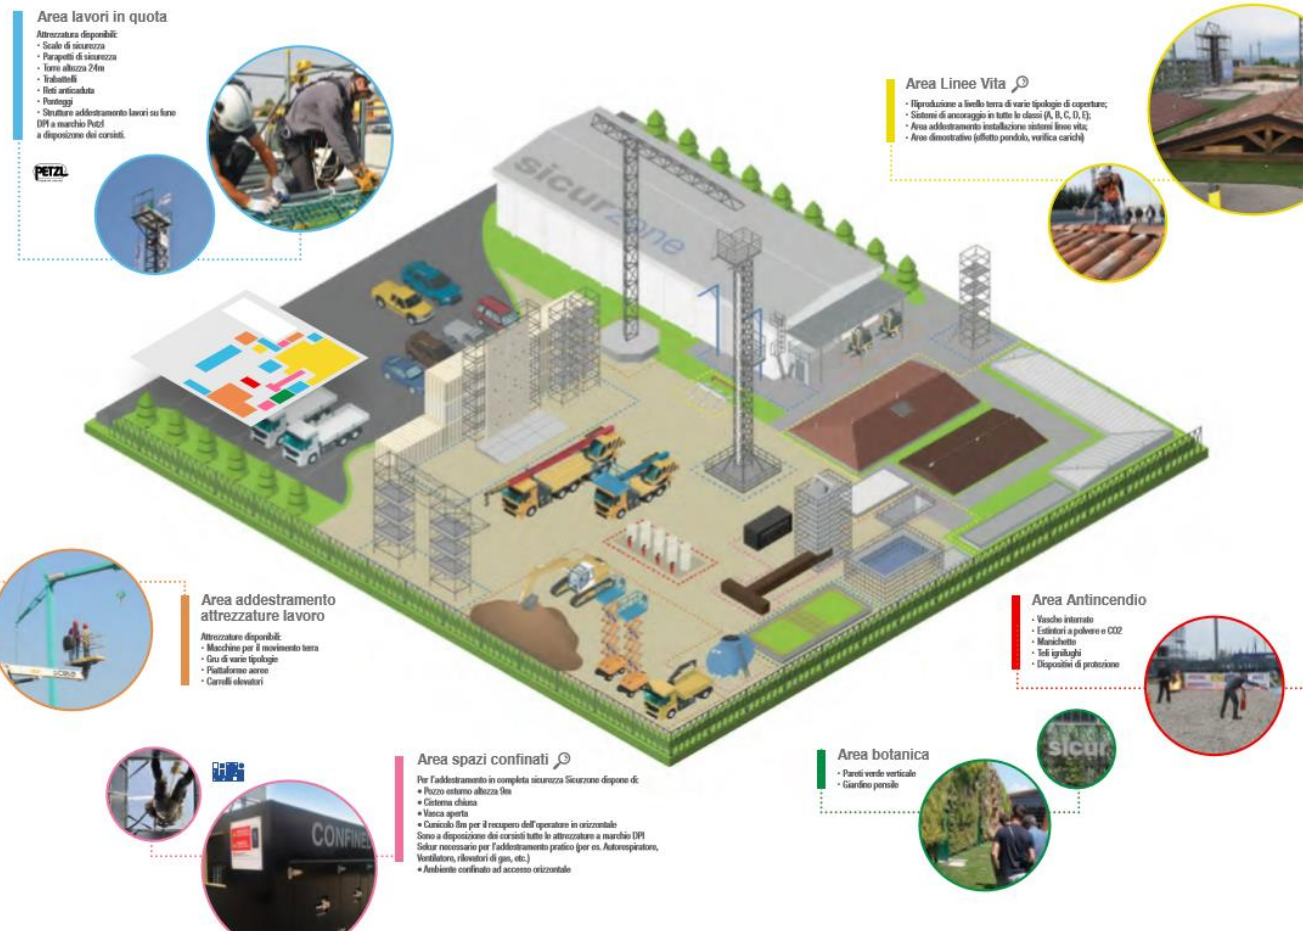 Area lavori in quota
Attrezzatura disponibili:
• Scale di sicurezza
• Parapetti di sicurezza
• Torre altezza 24m
• Trabattelli
• Reti anticaduta
• Ponteggi
• Strutture addestramento lavori su fune
DPI a marchio Petzl
a disposizone dei corsisti.
PETZL
Area Linee Vita
• Riproduzione a livello terra di varie tipologie di coperture;
• Sistemi di ancoraggio in tutte le classi (A, B, C, D, E);
• Area addestramento installazione sistemi linee vita;
• Aree dimostrativo (effetto pendolo, verifica carichi)
sicurzone
Area addestramento
attrezzature lavoro
Attrezzature disponibili:
• Macchine per il movimento terra
• Gru di varie tipologie
• Piattaforme aeree
• Carrelli elevatori
Area Antincendio
• Vasche interrate
• Estintori a polvere e CO2
• Manichette
• Teli ignifughi
• Dispositivi di protezione
Area spazi confinati
Per l'addestramento in completa sicurezza Sicurzone dispone di:
• Pozzo esterno altezza 9m
• Cisterna chiusa
• Vasca aperta
• Cunicolo 8m per il recupero dell'operatore in orizzontale
Sono a disposizione dei corsisti tutte le attrezzature a marchio DPI
Sekur necessarie per l'addestramento pratico (per es. Autorespiratore,
Ventilatore, rilevatori di gas, etc.)
• Ambiente confinato ad accesso orizzontale
CONFINED
Area botanica
• Pareti verde verticale
• Giardino pensile
sicur